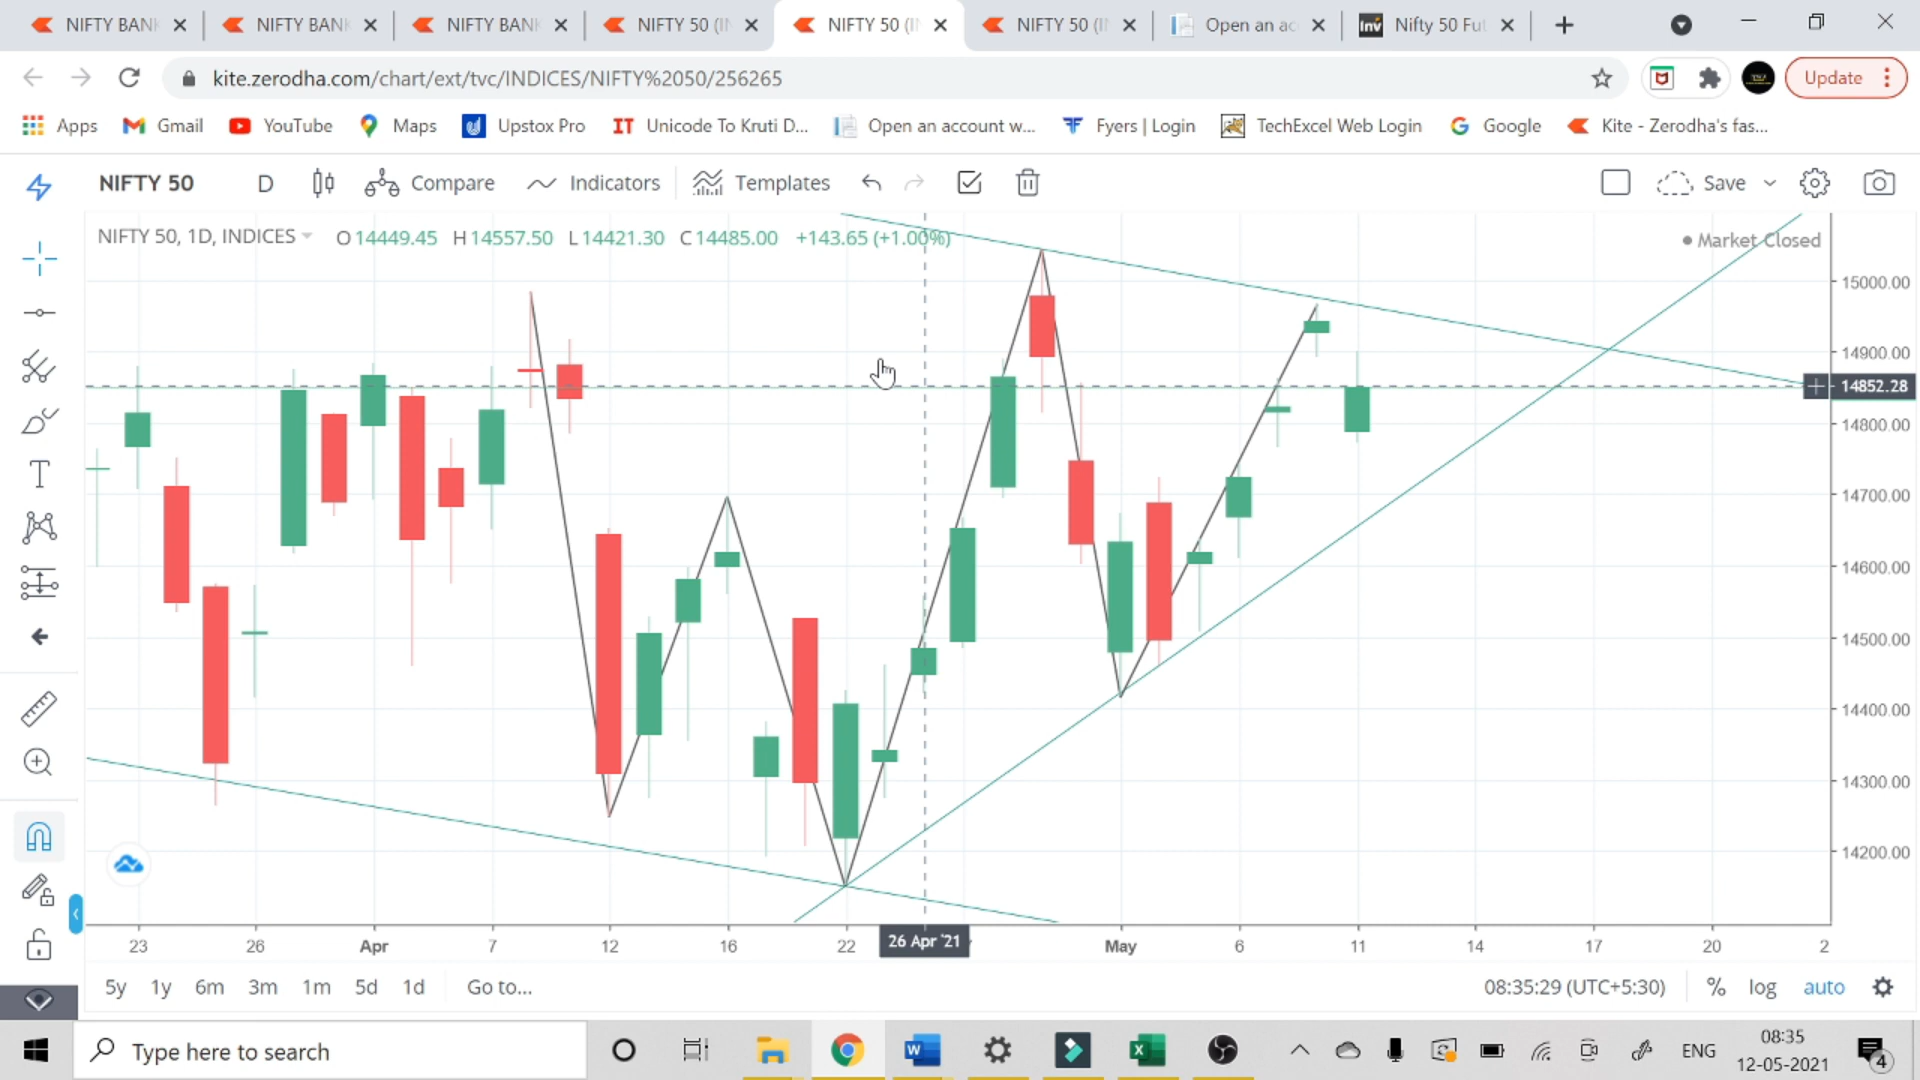 NIFTY BANK NIFTY BANK NIFTY BANK NIFTY 50 (I NIFTY 50 (I NIFTY 50 (I Open an ac Nifty 50 Fut
kite.zerodha.com/chart/ext/tvc/INDICES/NIFTY%2050/256265 Update
Apps Gmail YouTube Maps Upstox Pro IT Unicode To Kruti D... Open an account w... Fyers | Login TechExcel Web Login Google Kite - Zerodha's fas...
NIFTY 50 D Compare Indicators Templates Save
NIFTY 50, 1D, INDICES O14449.45 H14557.50 L14421.30 C14485.00 +143.65 (+1.00%) Market Closed
15000.00
14900.00
14852.28
14800.00
14700.00
14600.00
14500.00
14400.00
14300.00
14200.00
23 26 Apr 7 12 16 22 26 Apr '21 May 6 11 14 17 20 2
5y 1y 6m 3m 1m 5d 1d Go to... 08:35:29 (UTC+5:30) % log auto
Type here to search ENG 08:35
12-05-2021 4